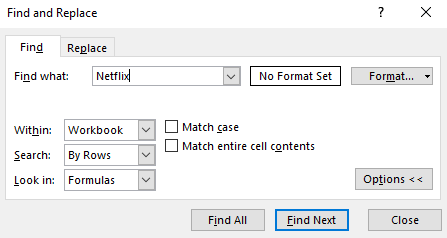 Find and Replace
? ×
Find Replace
Find what: Netflix No Format Set Format...
Within: Workbook Match case
Search: By Rows Match entire cell contents
Look in: Formulas Options <<
Find All Find Next Close